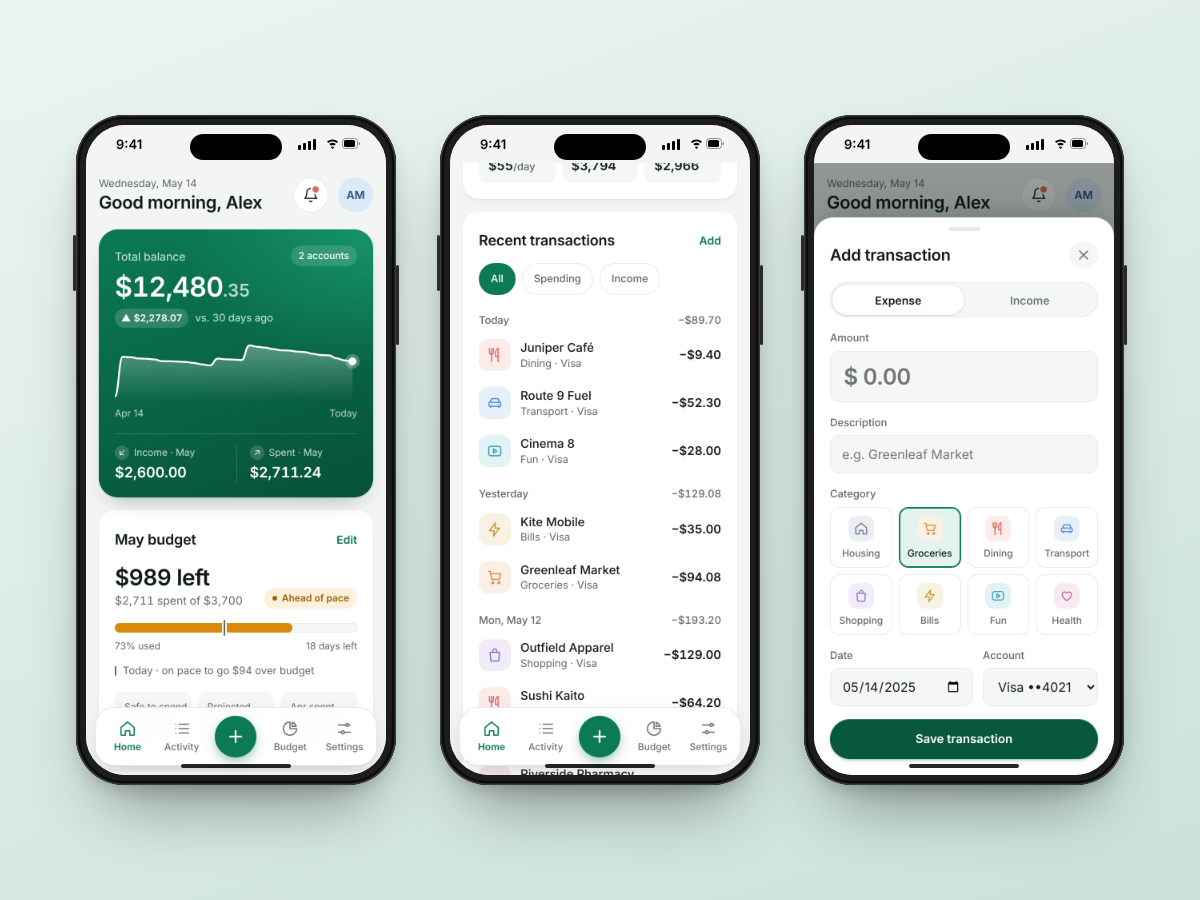 9:41
Wednesday, May 14
Good morning, Alex
AM
Total balance
2 accounts
$12,480.35
▲ $2,278.07 vs. 30 days ago
Apr 14
Today
Income · May
$2,600.00
Spent · May
$2,711.24
May budget
Edit
$989 left
$2,711 spent of $3,700
Ahead of pace
73% used
18 days left
Today · on pace to go $94 over budget
Safe to spend
Projected
Apr spent
Home
Activity
Budget
Settings
9:41
$55/day
$3,794
$2,966
Recent transactions
Add
All
Spending
Income
Today
−$89.70
Juniper Café
Dining · Visa
−$9.40
Route 9 Fuel
Transport · Visa
−$52.30
Cinema 8
Fun · Visa
−$28.00
Yesterday
−$129.08
Kite Mobile
Bills · Visa
−$35.00
Greenleaf Market
Groceries · Visa
−$94.08
Mon, May 12
−$193.20
Outfield Apparel
Shopping · Visa
−$129.00
Sushi Kaito
−$64.20
Home
Activity
Budget
Settings
Riverside Pharmacy
9:41
Wednesday, May 14
Good morning, Alex
AM
Add transaction
Expense
Income
Amount
$ 0.00
Description
e.g. Greenleaf Market
Category
Housing
Groceries
Dining
Transport
Shopping
Bills
Fun
Health
Date
Account
05/14/2025
Visa ••4021
Save transaction